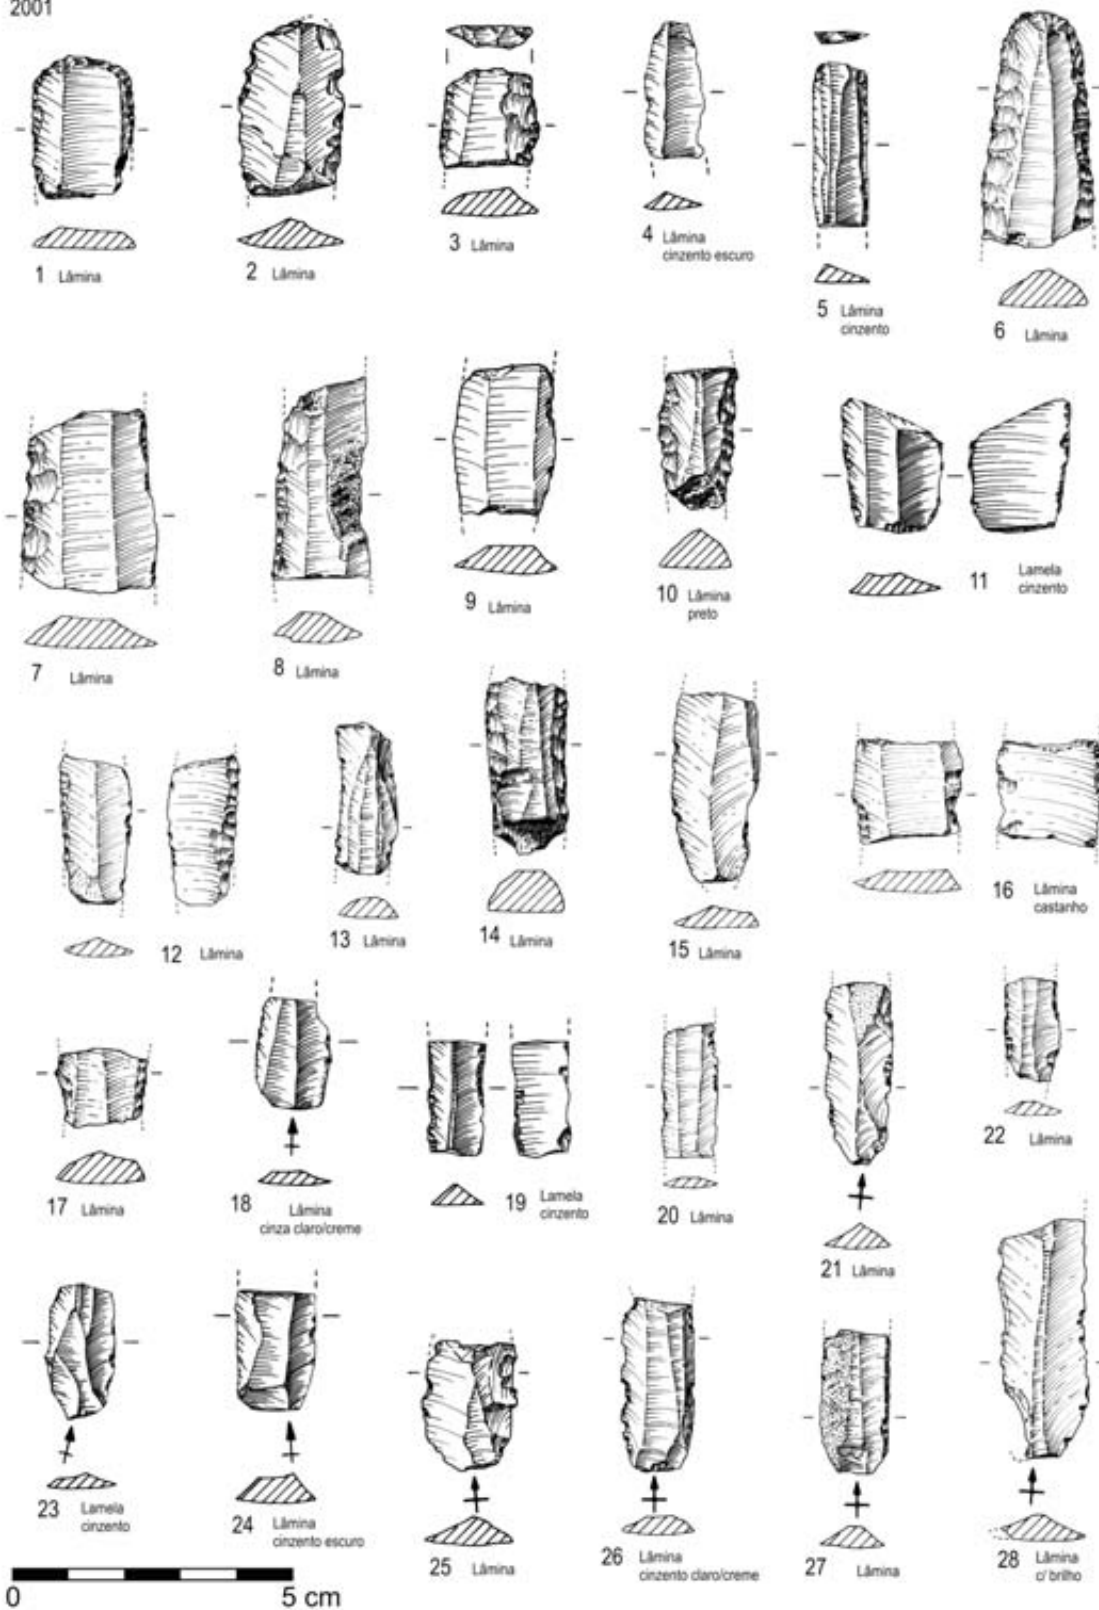 2001
1 Lâmina
2 Lâmina
3 Lâmina
4 Lâmina
cinzento escuro
5 Lâmina
cinzento
6 Lâmina
7 Lâmina
8 Lâmina
9 Lâmina
10 Lâmina
preto
11 Lamela
cinzento
12 Lâmina
13 Lâmina
14 Lâmina
15 Lâmina
16 Lâmina
castanho
17 Lâmina
18 Lâmina
cinza claro/creme
19 Lamela
cinzento
20 Lâmina
21 Lâmina
22 Lâmina
23 Lamela
cinzento
24 Lâmina
cinzento escuro
25 Lâmina
26 Lâmina
cinzento claro/creme
27 Lâmina
28 Lâmina
c/ brilho
0 5 cm